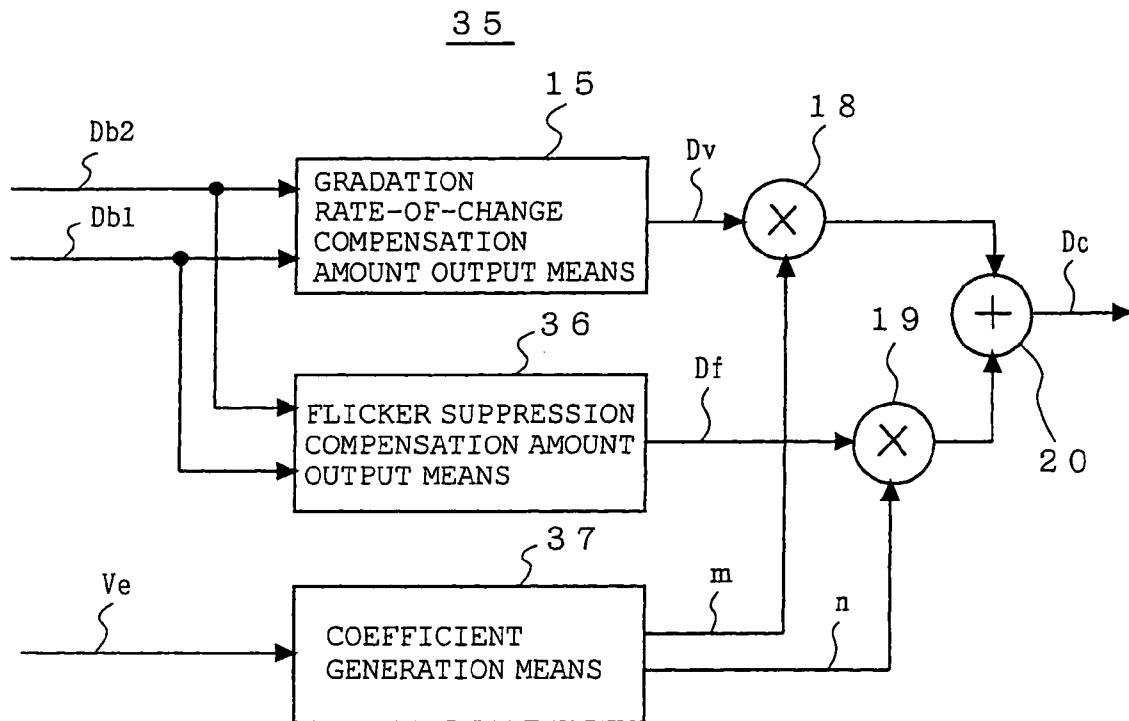 35
15
18
Db2
Dv
GRADATION
RATE-OF-CHANGE
COMPENSATION
AMOUNT OUTPUT MEANS
×
Db1
Dc
+
36
19
20
Df
FLICKER SUPPRESSION
COMPENSATION AMOUNT
OUTPUT MEANS
×
37
Ve
m
n
COEFFICIENT
GENERATION MEANS